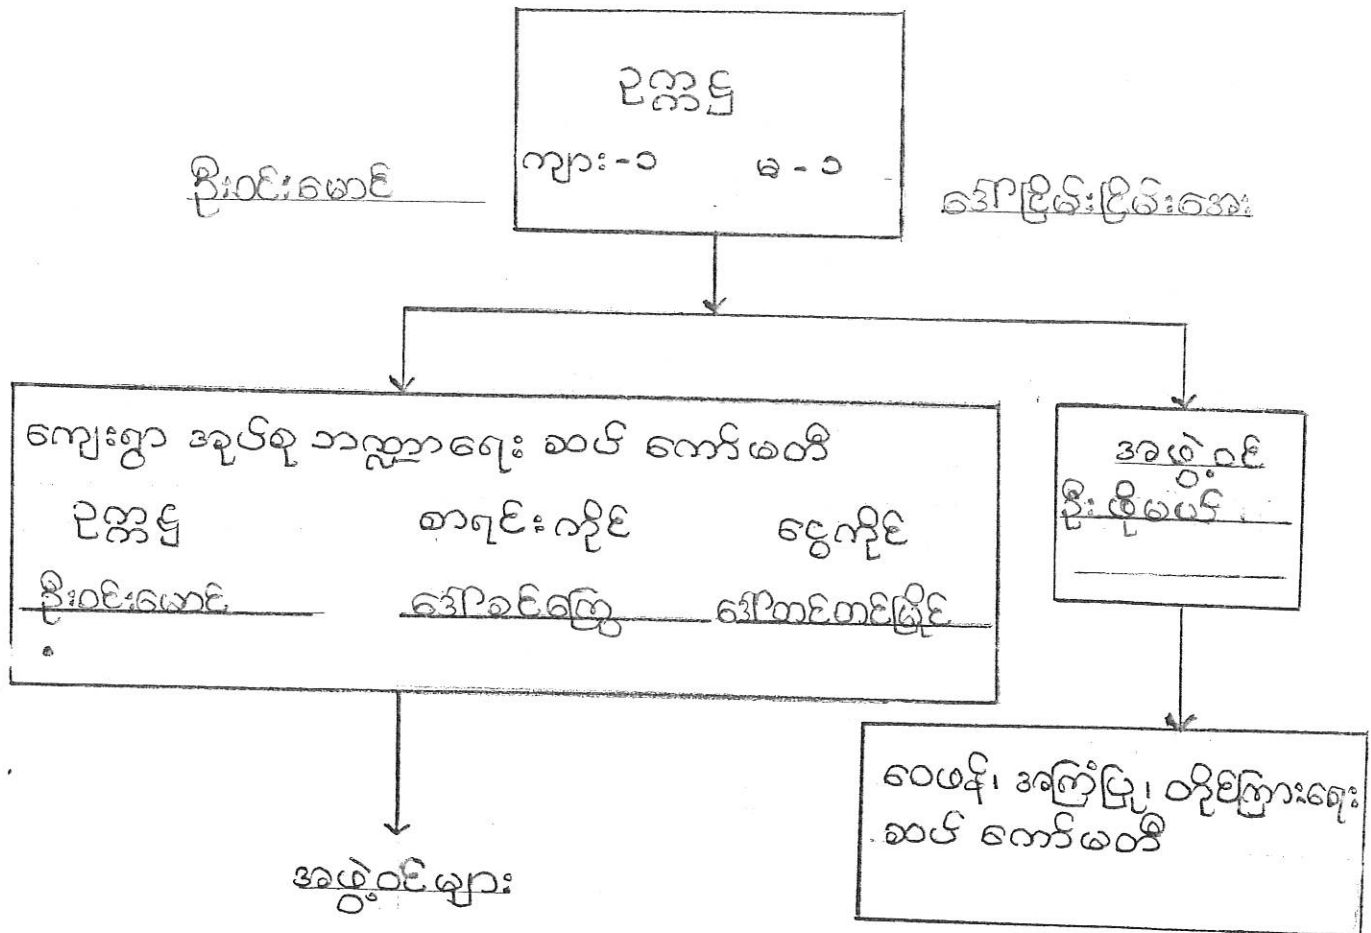 ဥက္ကဋ္ဌ
ကျား-၁ မ-၁
ဦးဝင်းမောင်
ဒေါ်ငြိမ်းငြိမ်းအေး
ကျေးရွာ အုပ်စု ဘဏ္ဍာရေး ဆပ် ကော်မတီ
ဥက္ကဋ္ဌ စာရင်းကိုင် ငွေကိုင်
ဦးဝင်းမောင် ဒေါ်ခင်ကြွေ ဒေါ်တင်တင်မြိုင်
အဖွဲ့ဝင်
ဦးဖိုမယ်
အဖွဲ့ဝင်များ
ဝေဖန်၊ အကြံပြု၊ တိုင်ကြားရေး
ဆပ် ကော်မတီ